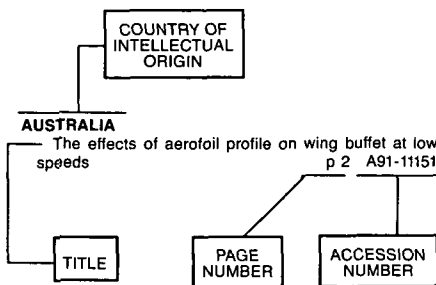 COUNTRY OF
INTELLECTUAL
ORIGIN
AUSTRALIA
The effects of aerofoil profile on wing buffet at low
speeds p 2 A91-11151
TITLE
PAGE
NUMBER
ACCESSION
NUMBER